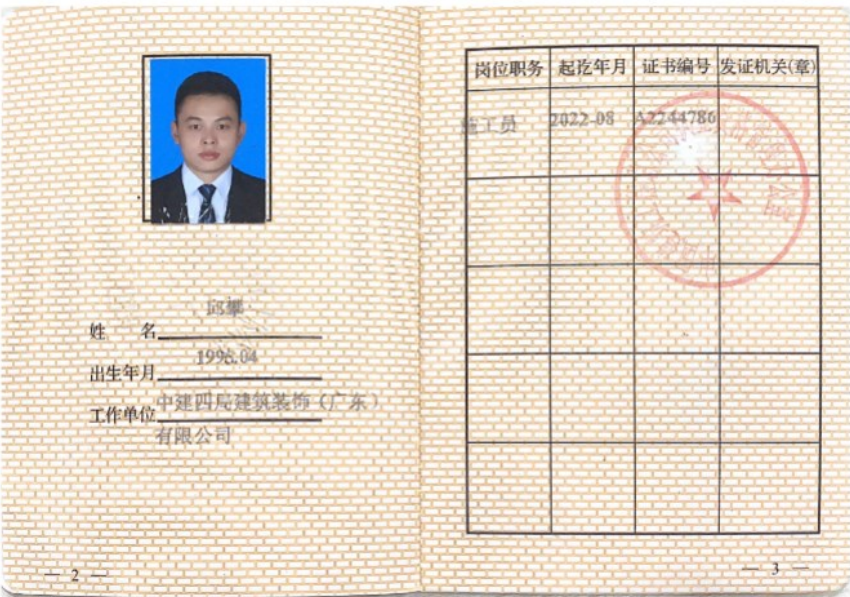 姓 名
出生年月 1996.04
工作单位 中建四局建筑装饰（广东）
有限公司
— 2 —
岗位职务 起讫年月 证书编号 发证机关(章)
施工员 2022-08 A2244786
— 3 —